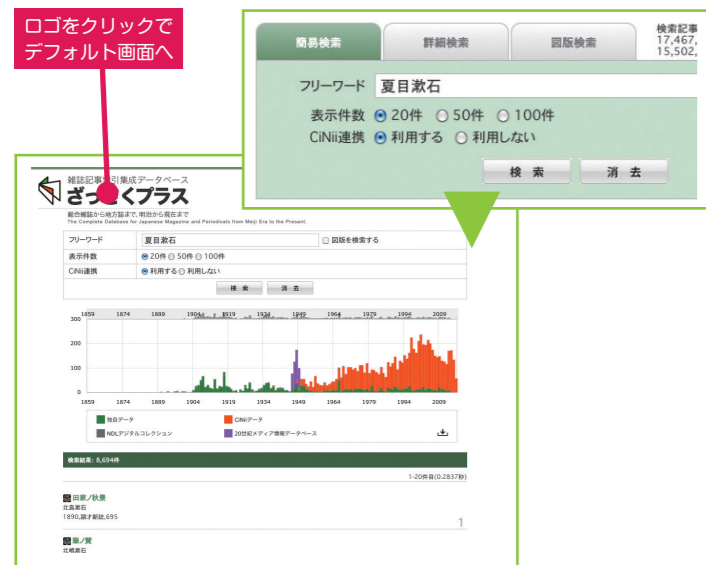 ロゴをクリックで
デフォルト画面へ
簡易検索
詳細検索
図版検索
検索記事
17,467,
15,502,
フリーワード 夏目漱石
表示件数 20件 50件 100件
CiNii連携 利用する 利用しない
検 索 消 去
雑誌記事 引集成データベース
ざっ くプラス
総合雑誌から地方誌まで、明治から現在まで
The Complete Database for Japanese Magazine and Periodicals from Meiji Era to the Present.
フリーワード 夏目漱石 図版を検索する
表示件数 20件 50件 100件
CiNii連携 利用する 利用しない
検 索 消 去
1859 1874 1889 1904 1919 1934 1949 1964 1979 1994 2009
300
200
100
0
1859 1874 1889 1904 1919 1934 1949 1964 1979 1994 2009
独自データ CiNiiデータ
NDLデジタルコレクション 20世紀メディア情報データベース
検索結果: 8,694件
1-20件目(0.2837秒)
田家ノ秋景
北島漱石
1890,頴才新誌,695
1
筆ノ賛